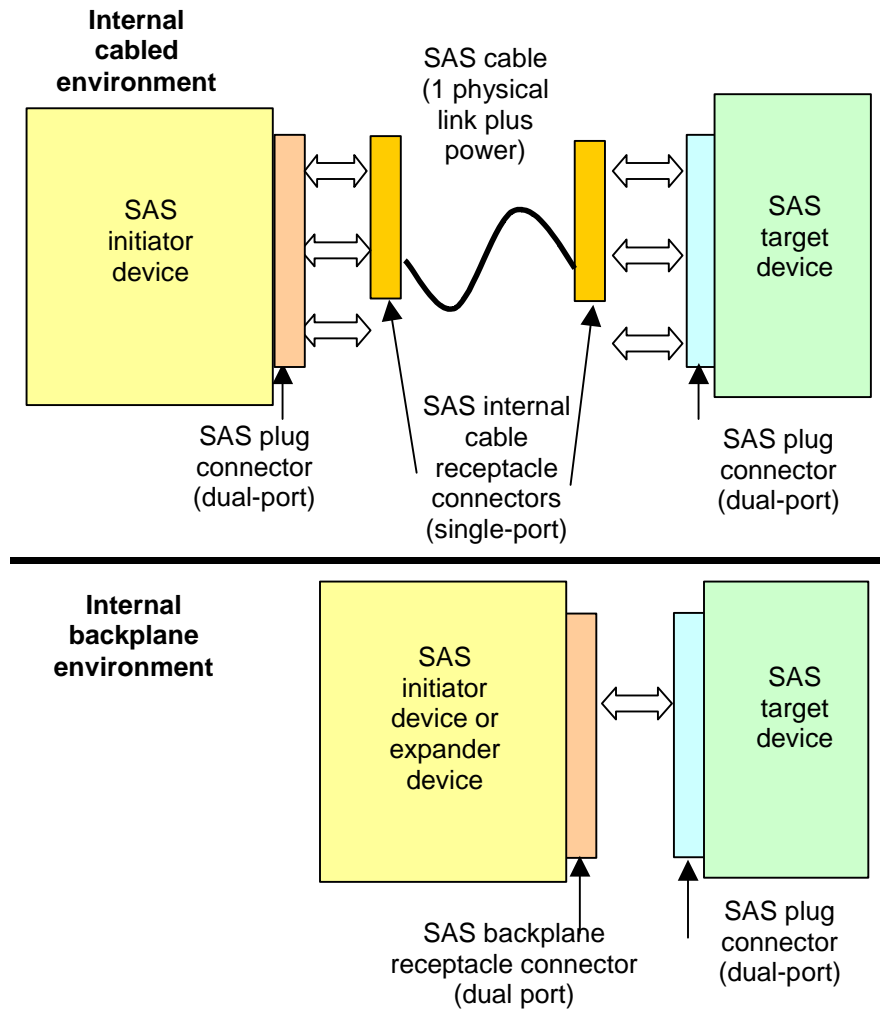 Internal
cabled
environment
SAS cable
(1 physical
link plus
power)
SAS
initiator
device
SAS
target
device
SAS plug
connector
(dual-port)
SAS internal
cable
receptacle
connectors
(single-port)
SAS plug
connector
(dual-port)
Internal
backplane
environment
SAS
initiator
device or
expander
device
SAS
target
device
SAS backplane
receptacle connector
(dual port)
SAS plug
connector
(dual-port)